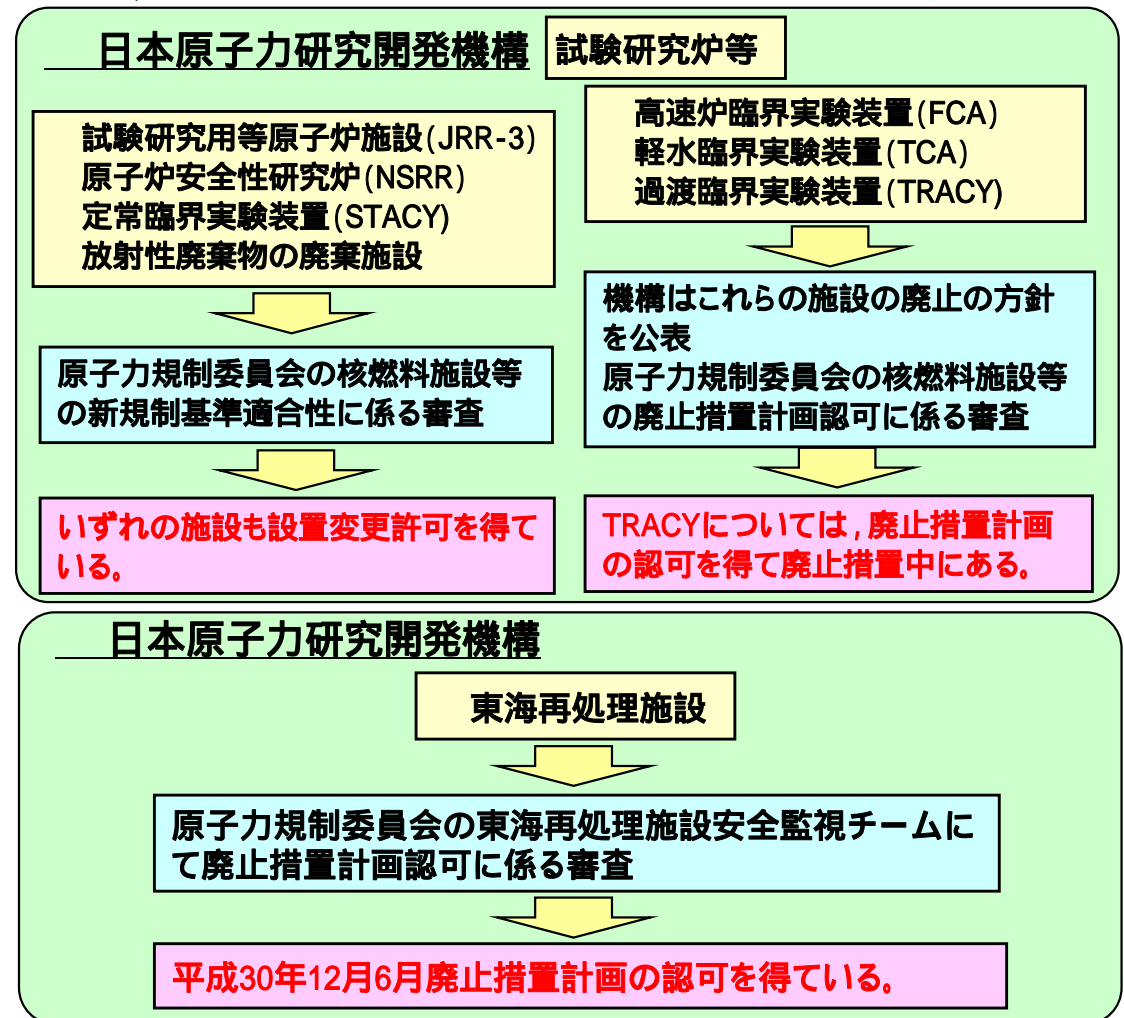 日本原子力研究開発機構 試験研究炉等
試験研究用等原子炉施設(JRR-3)
原子炉安全性研究炉(NSRR)
定常臨界実験装置(STACY)
放射性廃棄物の廃棄施設
原子力規制委員会の核燃料施設等
の新規制基準適合性に係る審査
いずれの施設も設置変更許可を得て
いる。
高速炉臨界実験装置(FCA)
軽水臨界実験装置(TCA)
過渡臨界実験装置(TRACY)
機構はこれらの施設の廃止の方針
を公表
原子力規制委員会の核燃料施設等
の廃止措置計画認可に係る審査
TRACYについては,廃止措置計画
の認可を得て廃止措置中にある。
日本原子力研究開発機構
東海再処理施設
原子力規制委員会の東海再処理施設安全監視チームに
て廃止措置計画認可に係る審査
平成30年12月6月廃止措置計画の認可を得ている。